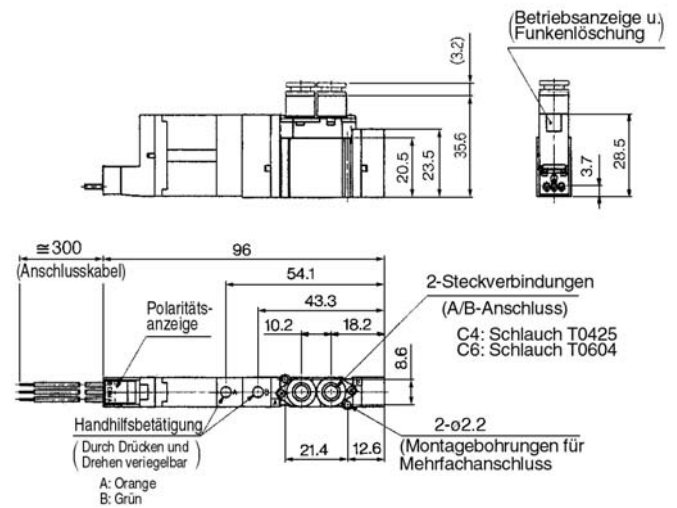 (Betriebsanzeige u.
Funkenlöschung)
(3.2)
35.6
23.5
20.5
28.5
3.7
≅300
(Anschlusskabel)
96
54.1
43.3
10.2
18.2
8.6
2-Steckverbindungen
(A/B-Anschluss)
C4: Schlauch T0425
C6: Schlauch T0604
Polaritäts-
anzeige
Handhilfsbetätigung
(Durch Drücken und
Drehen veriegelbar)
A: Orange
B: Grün
21.4
12.6
2-ø2.2
(Montagebohrungen für
Mehrfachanschluss